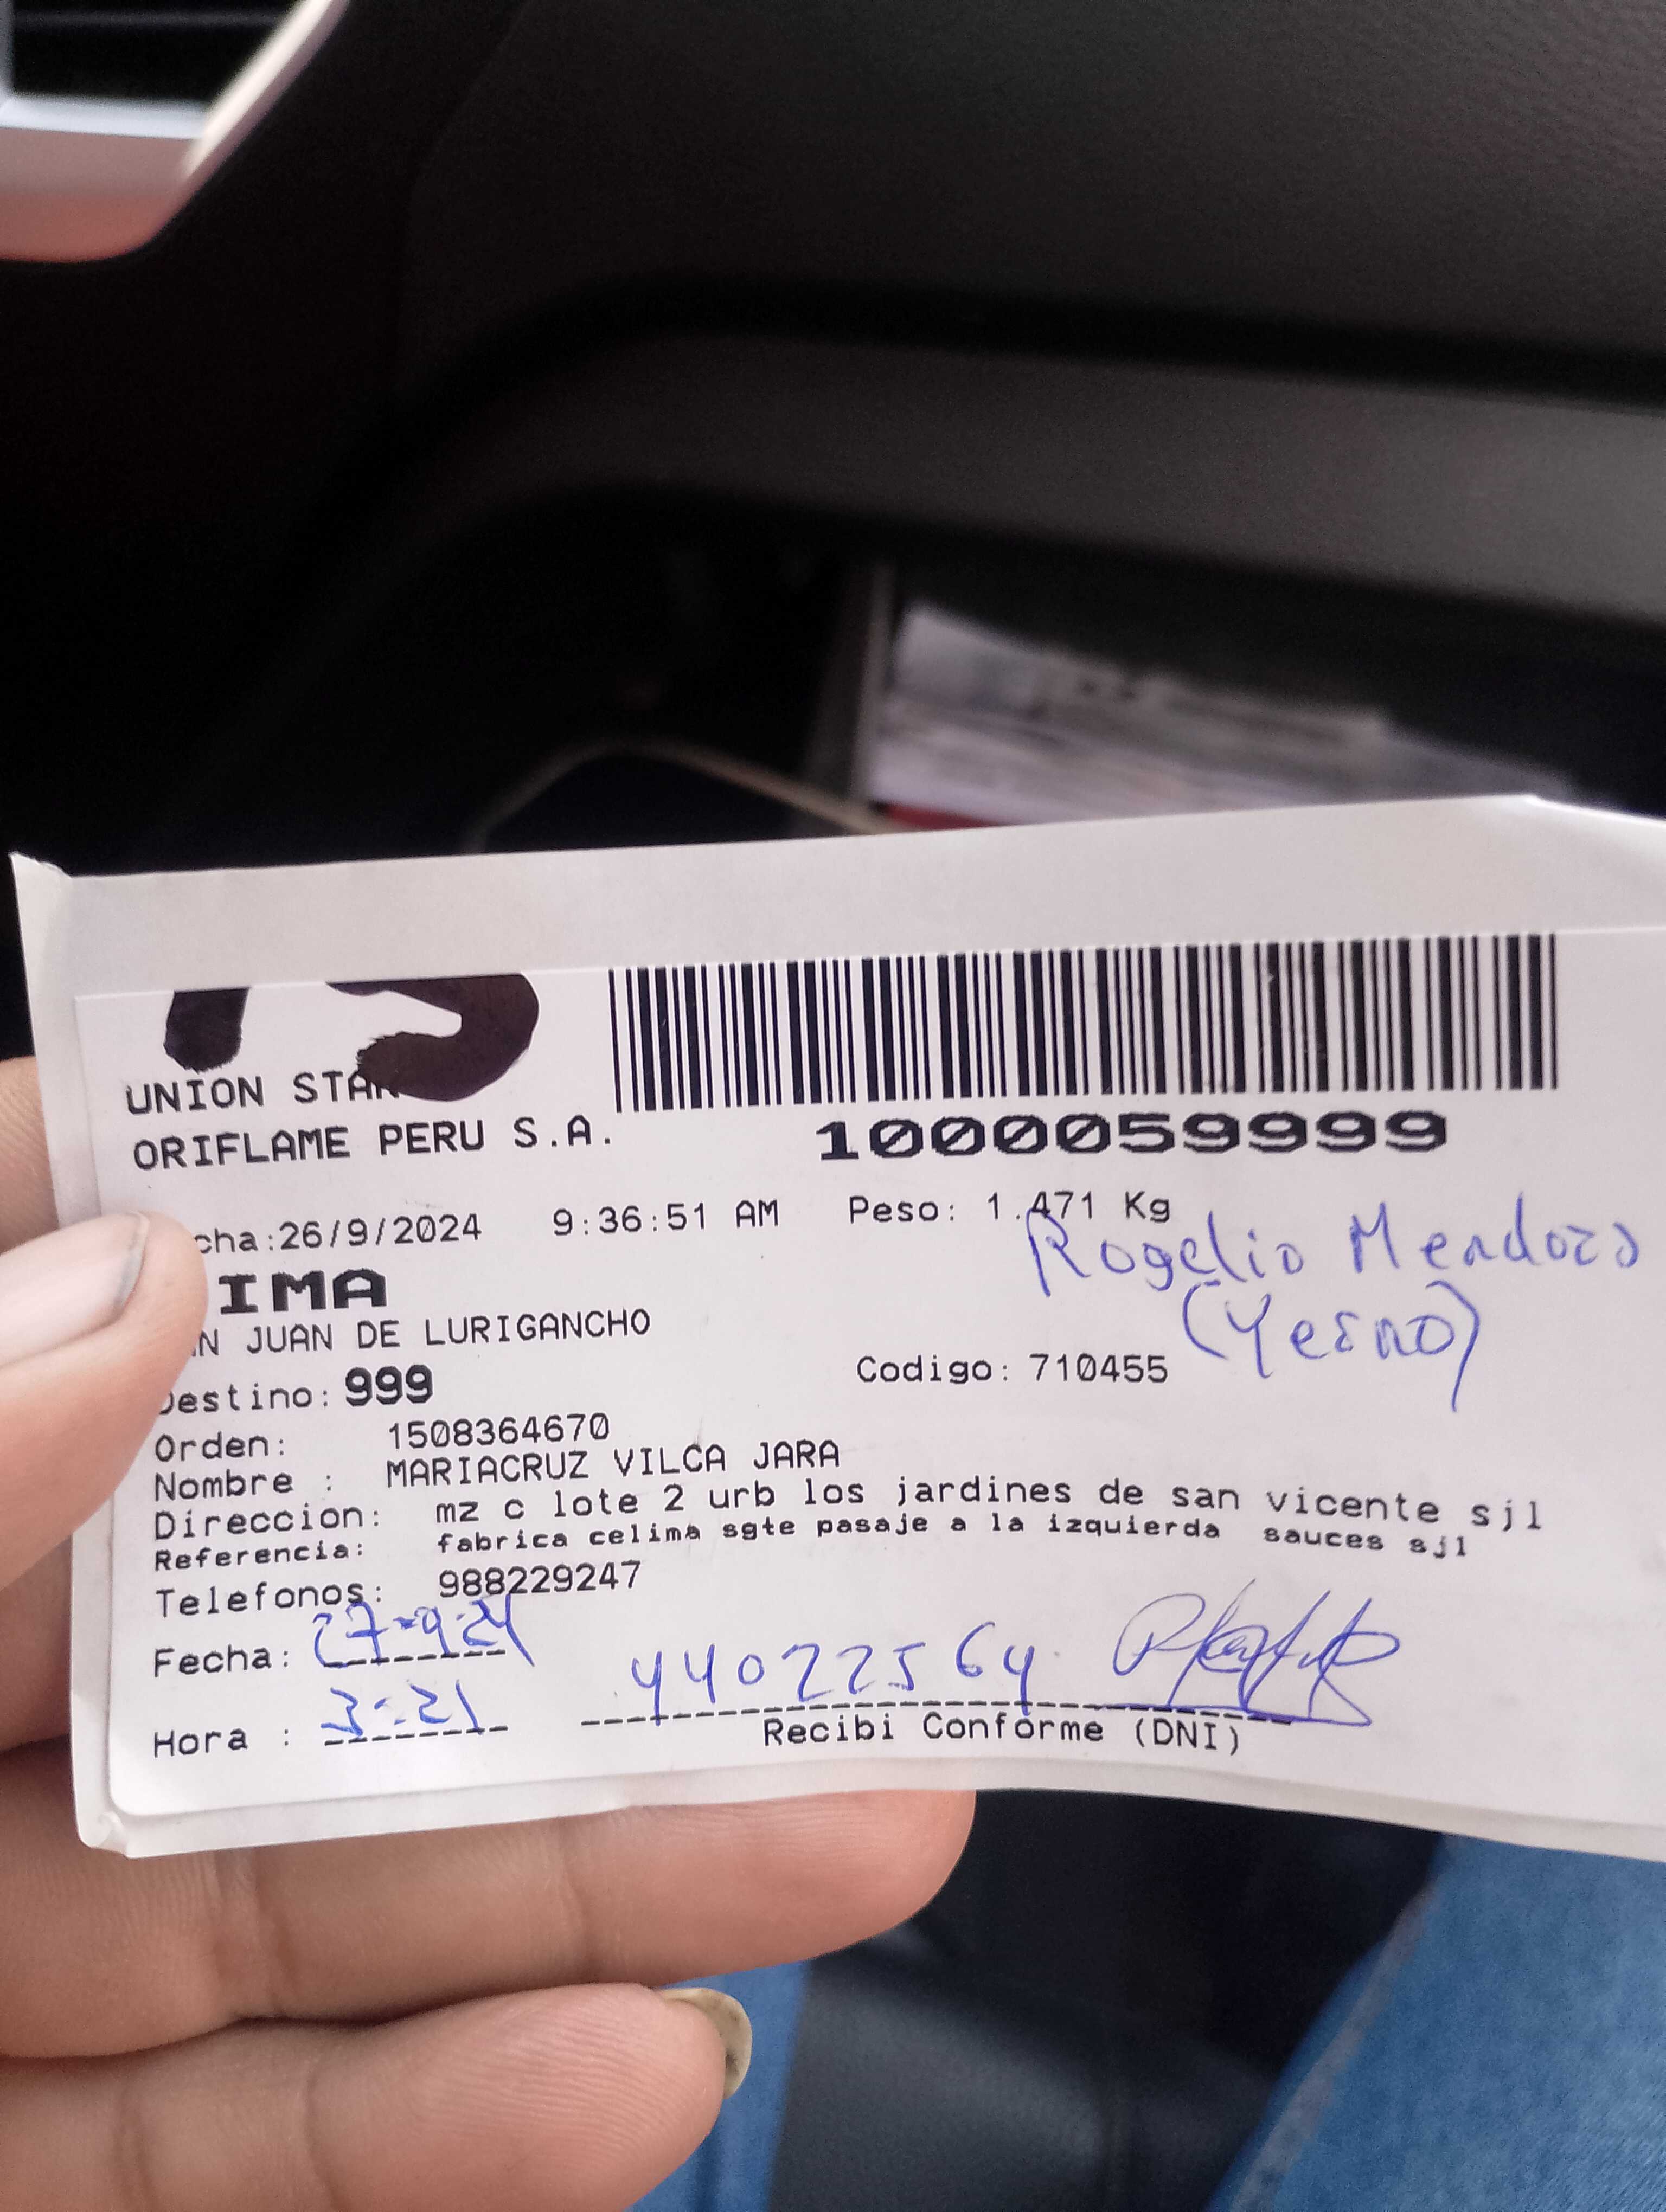 UNION STAR
ORIFLAME PERU S.A.
1000059999
cha:26/9/2024 9:36:51 AM Peso: 1.471 Kg
Rogelio Mendoza
IMA
N JUAN DE LURIGANCHO
(Yerno)
Destino: 999 Codigo: 710455
Orden: 1508364670
Nombre : MARIACRUZ VILCA JARA
Direccion: mz c lote 2 urb los jardines de san vicente sjl
Referencia: fabrica celima sgte pasaje a la izquierda sauces sjl
Telefonos: 988229247
Fecha: 27-9-24
44022564
Hora : 3:21
Recibi Conforme (DNI)